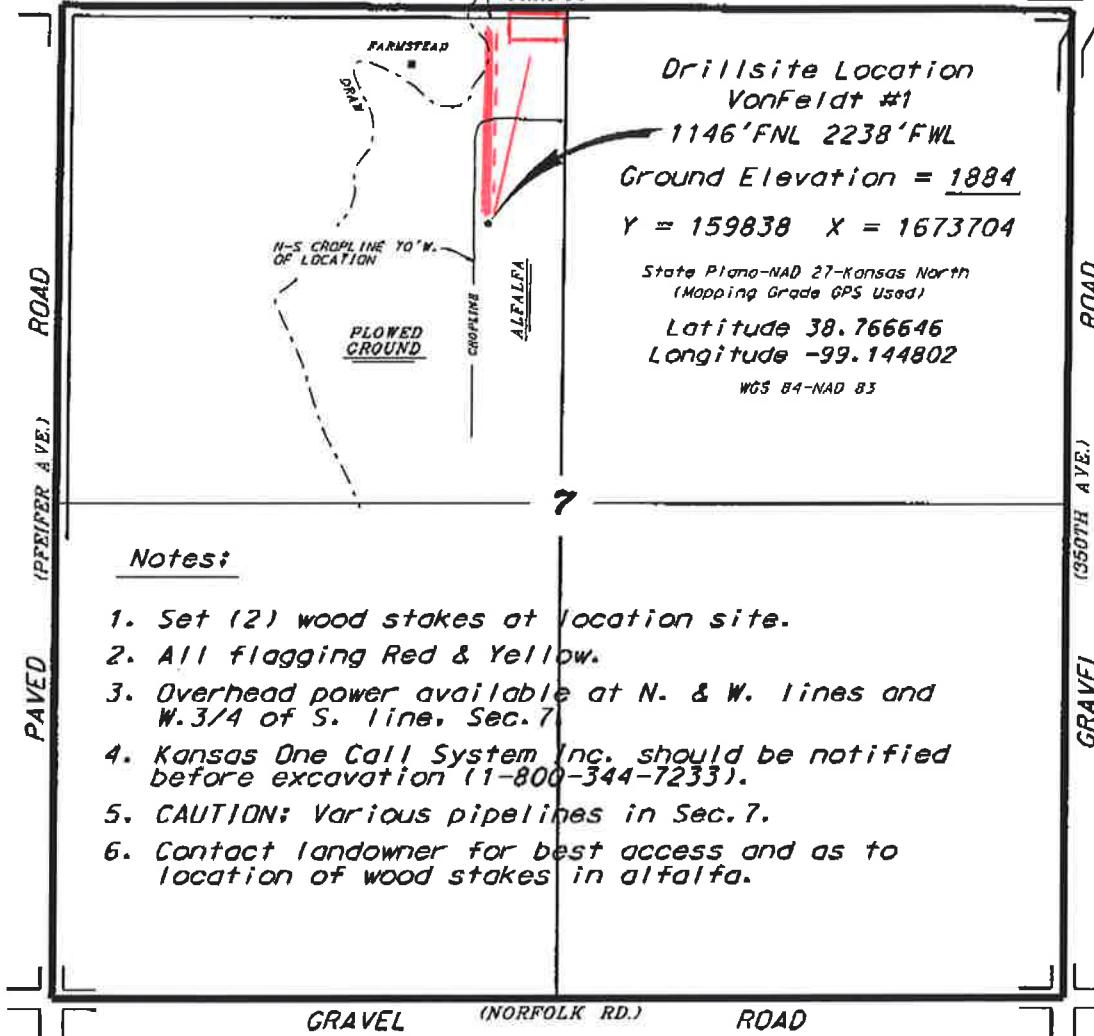 FARMSTEAD
DRAW
Drillsite Location
VonFeldt #1
1146'FNL 2238'FWL
Ground Elevation = 1884
Y = 159838 X = 1673704
State Plane-NAD 27-Kansas North
(Mapping Grade GPS Used)
Latitude 38.766646
Longitude -99.144802
WGS 84-NAD 83
N-S CROPLINE 70'W.
OF LOCATION
PLOWED
GROUND
CROPLINE
ALFALFA
PAVED (PFEIFER AVE.) ROAD
GRAVEL (350TH AVE.) ROAD
7
Notes:
1. Set (2) wood stakes at location site.
2. All flagging Red & Yellow.
3. Overhead power available at N. & W. lines and
W.3/4 of S. line, Sec.7
4. Kansas One Call System Inc. should be notified
before excavation (1-800-344-7233).
5. CAUTION: Various pipelines in Sec.7.
6. Contact landowner for best access and as to
location of wood stakes in alfalfa.
GRAVEL (NORFOLK RD.) ROAD